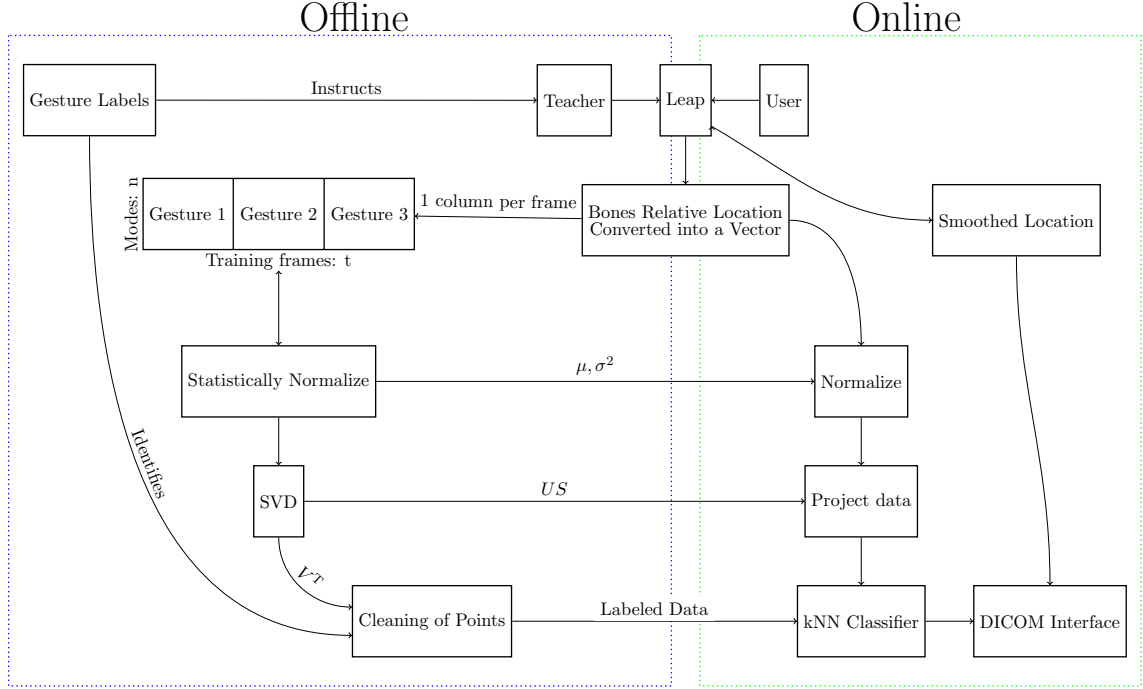 Offline
Online
Gesture Labels
Instructs
Teacher
Leap
User
Modes: n
Gesture 1
Gesture 2
Gesture 3
Training frames: t
1 column per frame
Bones Relative Location
Converted into a Vector
Smoothed Location
Statistically Normalize
μ, σ²
Normalize
Identifies
SVD
US
Project data
Vᵀ
Cleaning of Points
Labeled Data
kNN Classifier
DICOM Interface